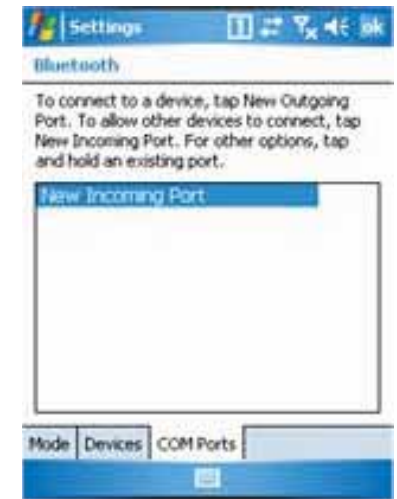 Settings 1 ok
Bluetooth
To connect to a device, tap New Outgoing
Port. To allow other devices to connect, tap
New Incoming Port. For other options, tap
and hold an existing port.
New Incoming Port
Mode Devices COM Ports